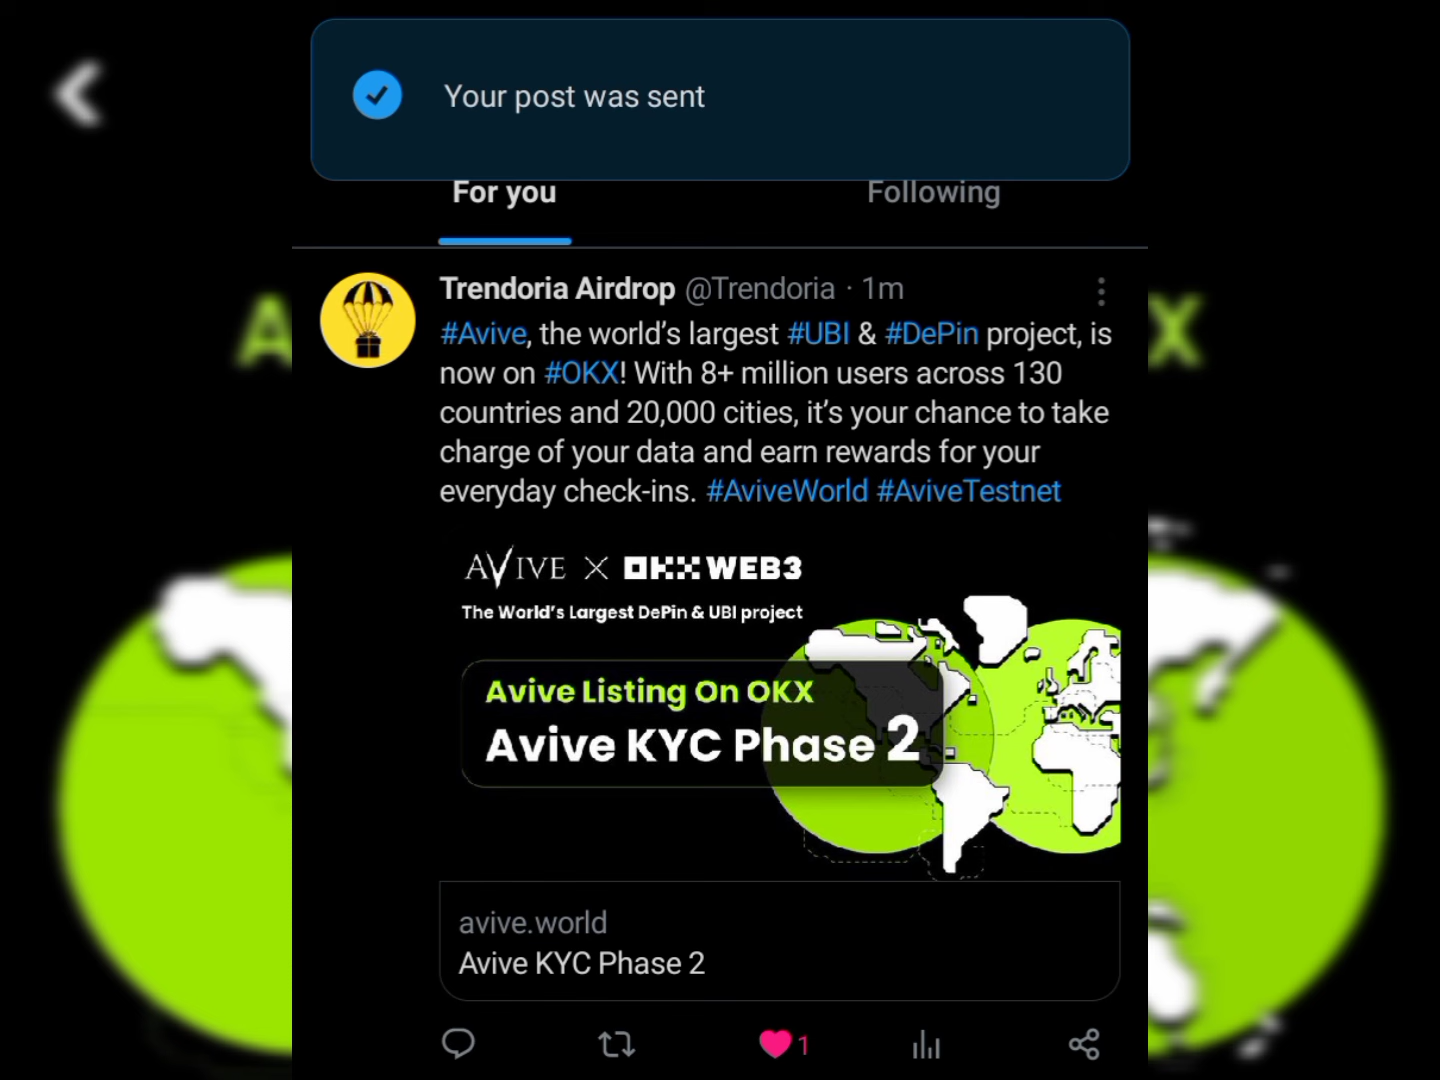 Your post was sent
For you
Following
Trendoria Airdrop @Trendoria · 1m
#Avive, the world’s largest #UBI & #DePin project, is
now on #OKX! With 8+ million users across 130
countries and 20,000 cities, it’s your chance to take
charge of your data and earn rewards for your
everyday check-ins. #AviveWorld #AviveTestnet
AVIVE X OKX WEB3
The World’s Largest DePin & UBI project
Avive Listing On OKX
Avive KYC Phase 2
avive.world
Avive KYC Phase 2
1
A
X